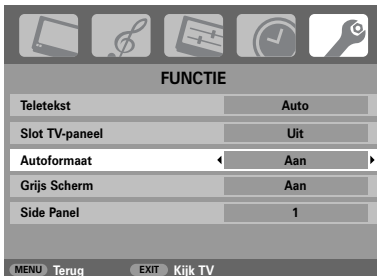 FUNCTIE
Teletekst Auto
Slot TV-paneel Uit
Autoformaat Aan
Grijs Scherm Aan
Side Panel 1
MENU Terug EXIT Kijk TV